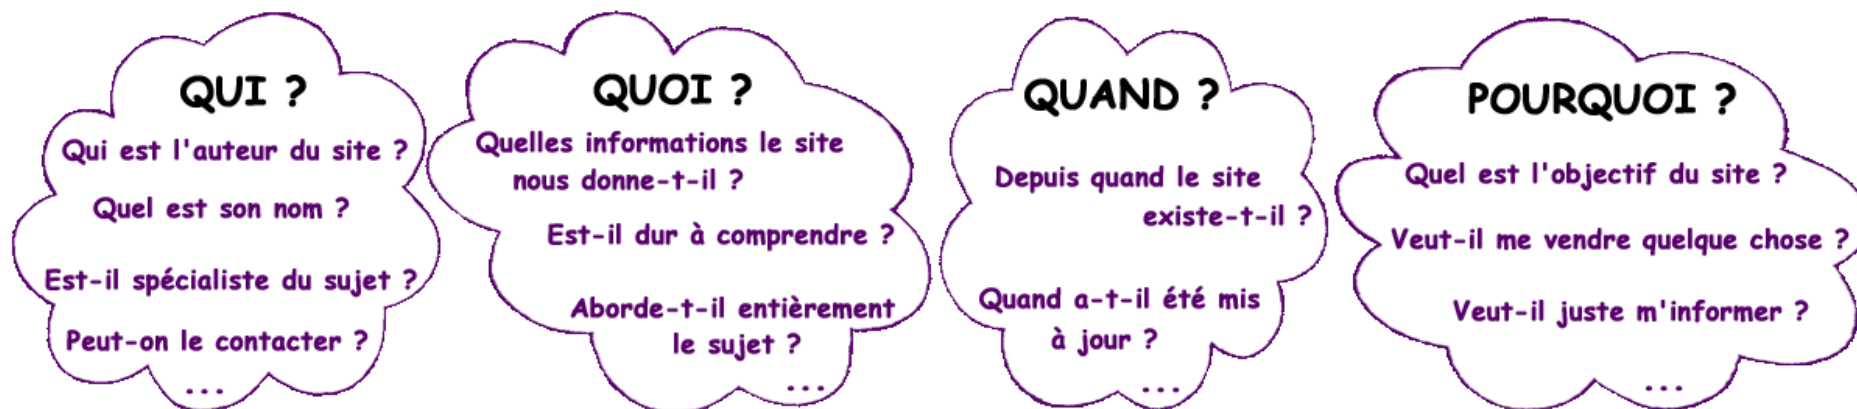 QUI ?
Qui est l'auteur du site ?
Quel est son nom ?
Est-il spécialiste du sujet ?
Peut-on le contacter ?
...
QUOI ?
Quelles informations le site
nous donne-t-il ?
Est-il dur à comprendre ?
Aborde-t-il entièrement
le sujet ?
...
QUAND ?
Depuis quand le site
existe-t-il ?
Quand a-t-il été mis
à jour ?
...
POURQUOI ?
Quel est l'objectif du site ?
Veut-il me vendre quelque chose ?
Veut-il juste m'informer ?
...